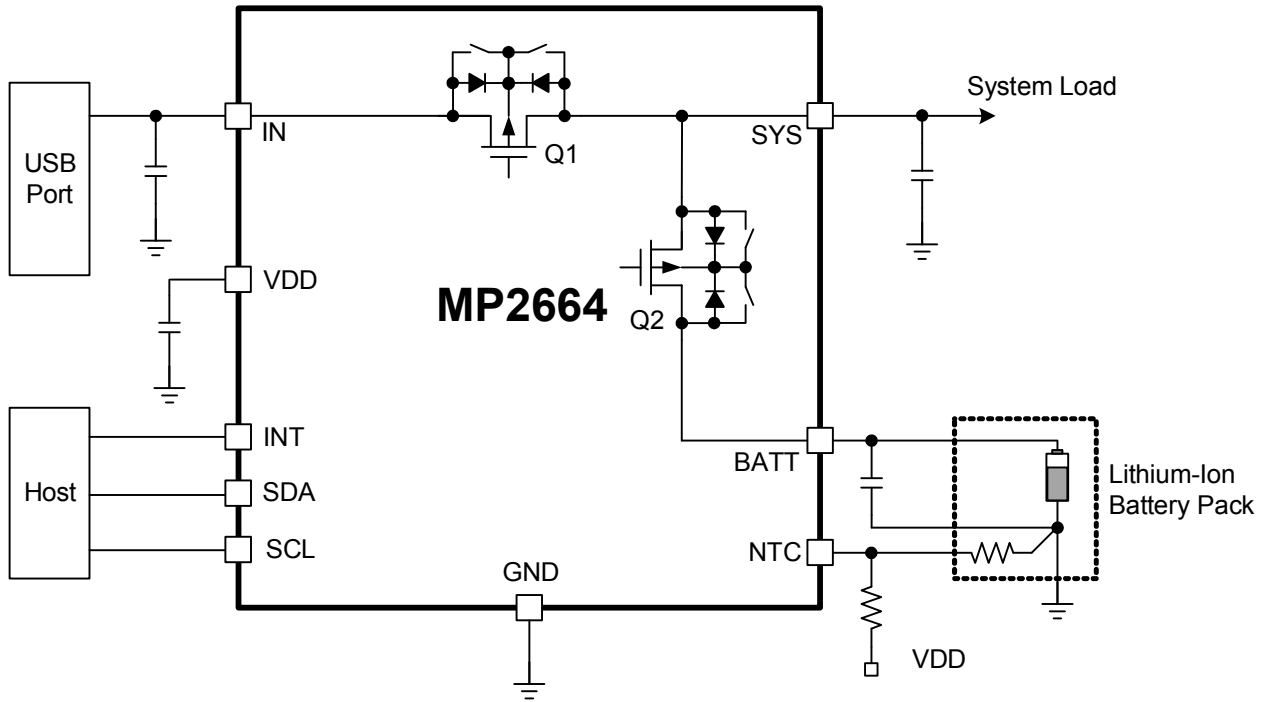 System Load
IN
SYS
Q1
USB
Port
VDD
MP2664
Q2
INT
BATT
Host
SDA
Lithium-Ion
Battery Pack
SCL
NTC
GND
VDD